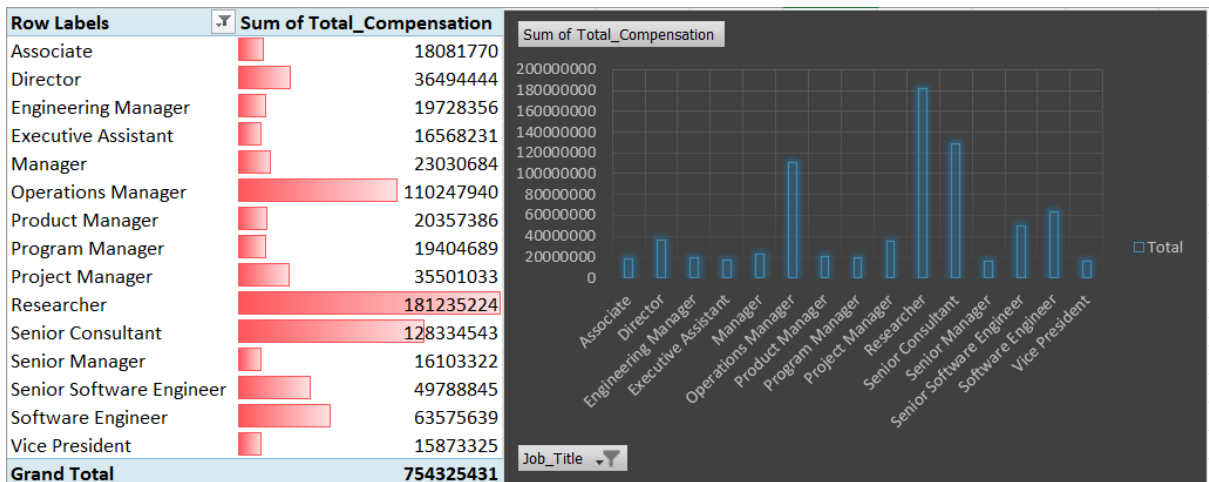 Row Labels Sum of Total_Compensation
Associate 18081770
Director 36494444
Engineering Manager 19728356
Executive Assistant 16568231
Manager 23030684
Operations Manager 110247940
Product Manager 20357386
Program Manager 19404689
Project Manager 35501033
Researcher 181235224
Senior Consultant 128334543
Senior Manager 16103322
Senior Software Engineer 49788845
Software Engineer 63575639
Vice President 15873325
Grand Total 754325431
Sum of Total_Compensation
200000000
180000000
160000000
140000000
120000000
100000000
80000000
60000000
40000000
20000000
0
Associate
Director
Engineering Manager
Executive Assistant
Manager
Operations Manager
Product Manager
Program Manager
Project Manager
Researcher
Senior Consultant
Senior Manager
Senior Software Engineer
Software Engineer
Vice President
Total
Job_Title